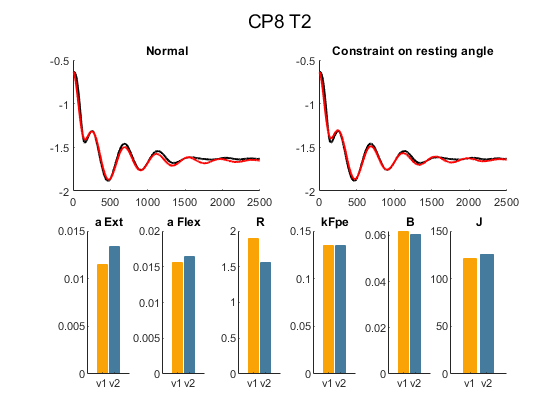 CP8 T2
Normal
Constraint on resting angle
-0.5
-1
-1.5
-2
0 500 1000 1500 2000 2500
-0.5
-1
-1.5
-2
0 500 1000 1500 2000 2500
a Ext
0.015
0.01
0.005
0
v1 v2
a Flex
0.02
0.015
0.01
0.005
0
v1 v2
R
2
1.5
1
0.5
0
v1 v2
kFpe
0.15
0.1
0.05
0
v1 v2
B
0.06
0.04
0.02
0
v1 v2
J
150
100
50
0
v1 v2